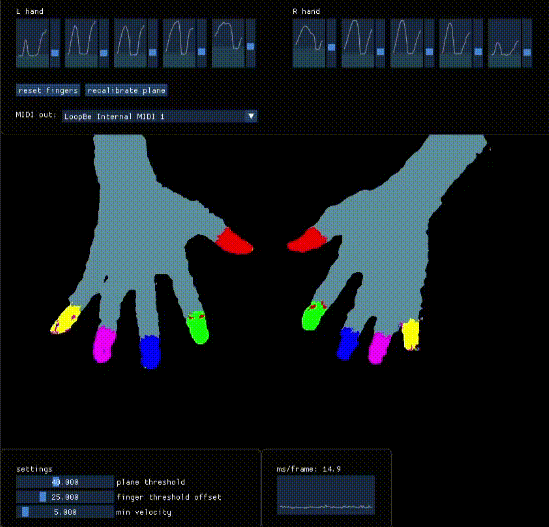 L hand
R hand
reset fingers
recalibrate plane
MIDI out:
LoopBe Internal MIDI 1
settings
40.000
plane threshold
25.000
finger threshold offset
5.000
min velocity
ms/frame: 14.9